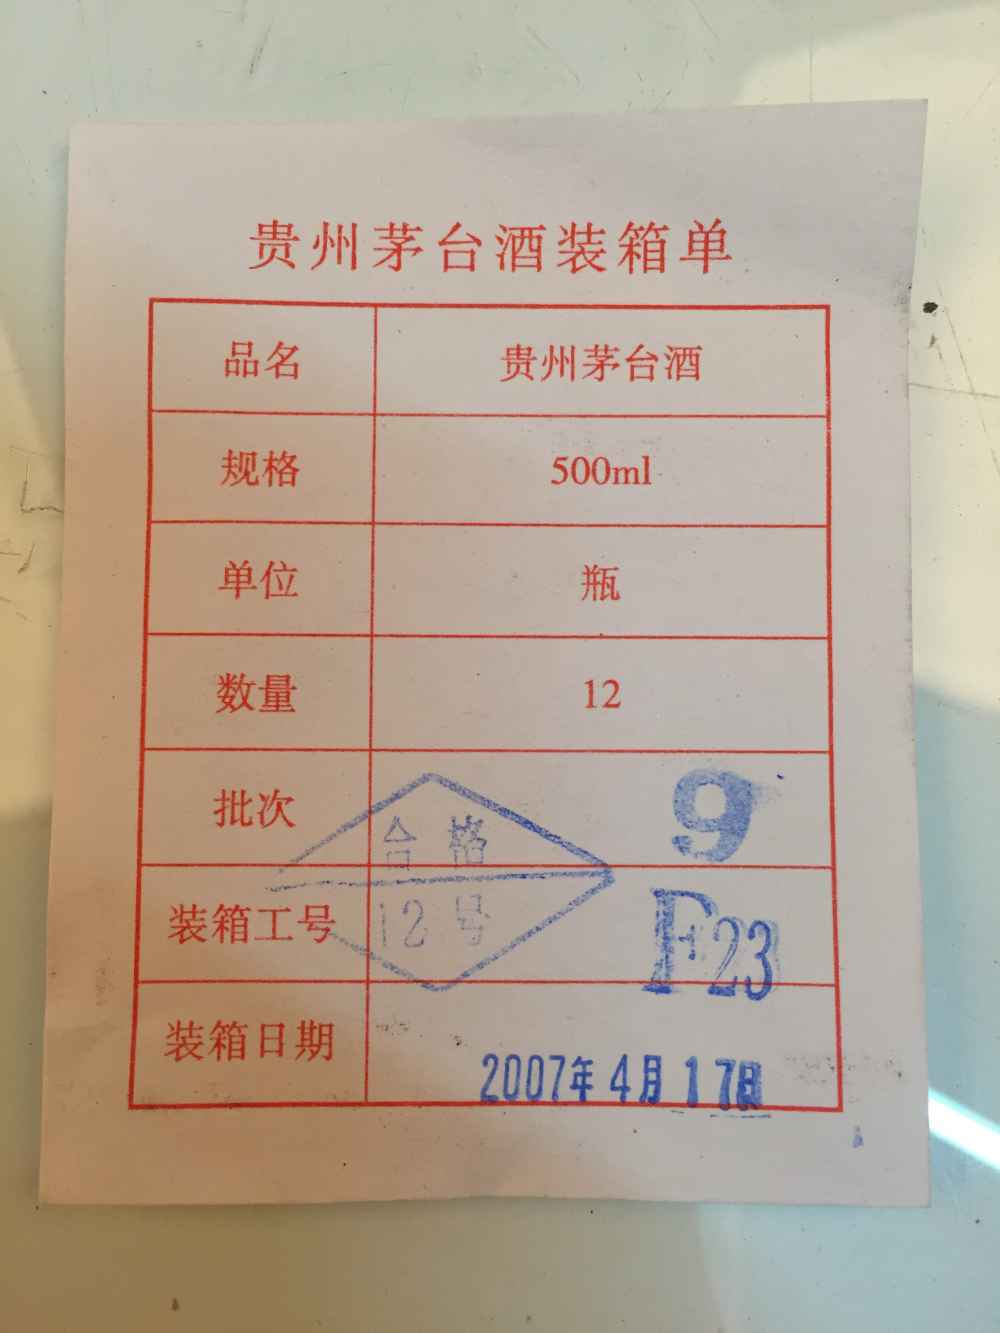 贵州茅台酒装箱单
品名 贵州茅台酒
规格 500ml
单位 瓶
数量 12
批次 9
合格
装箱工号 F23
12号
装箱日期 2007年4月17日